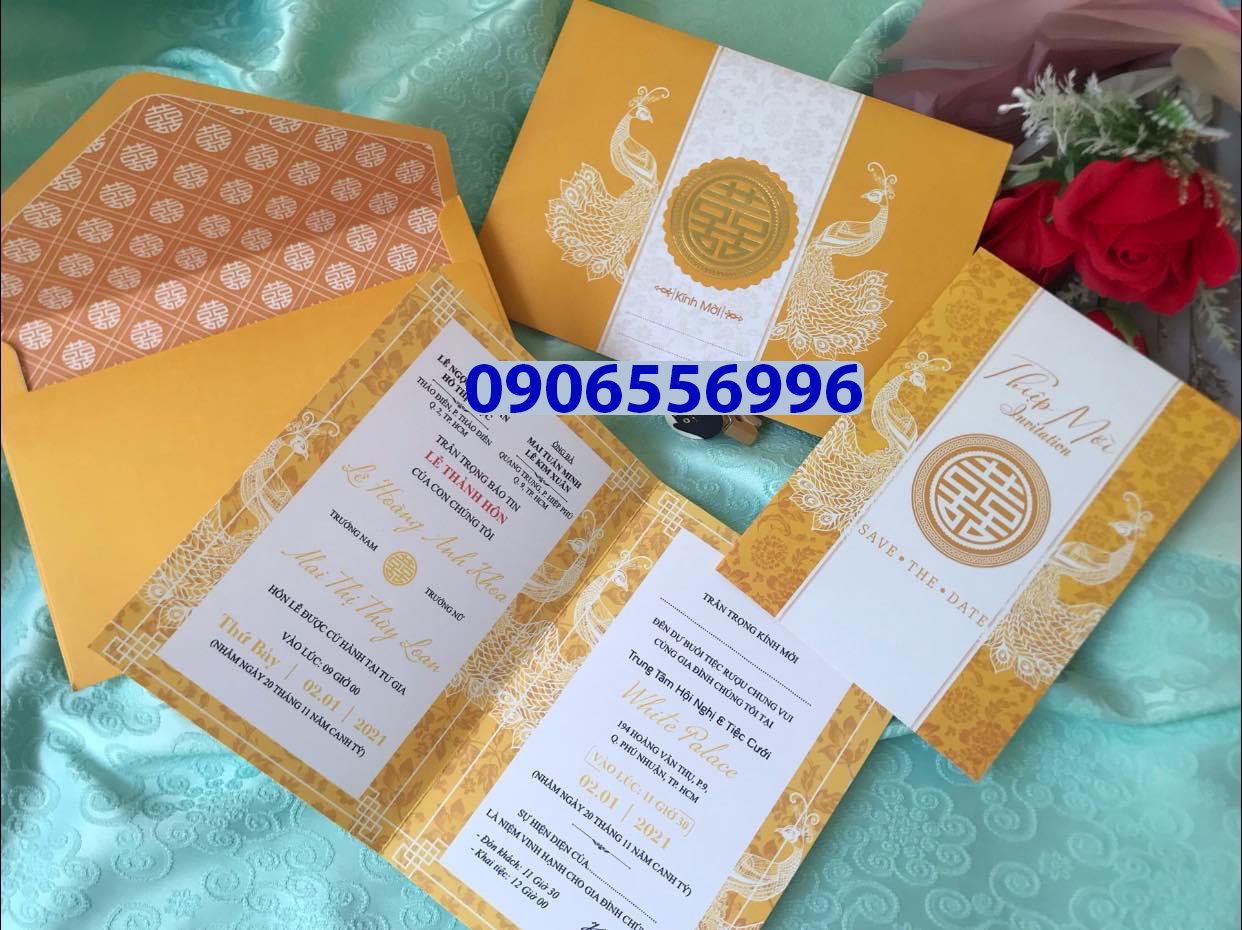 Kính Mời
0906556996
Thiệp Mời
Invitation
SAVE • THE • DATE
LÊ NGỌ
HỒ TH
THẢO ĐIỀN, P. THẢO ĐIỀN
Q. 2, TP. HCM
ÔNG BÀ
MAI TUẤN MINH
LÊ KIM XUÂN
QUANG TRUNG, P. HIỆP PHÚ
Q. 9, TP. HCM
TRÂN TRỌNG BÁO TIN
LỄ THÀNH HÔN
CỦA CON CHÚNG TÔI
Lê Hoàng Anh Khoa
TRƯỞNG NAM
TRƯỞNG NỮ
Mai Thị Thùy Loan
HÔN LỄ ĐƯỢC CỬ HÀNH TẠI TƯ GIA
VÀO LÚC: 09 GIỜ 00
Thứ Bảy | 02.01 | 2021
(NHẰM NGÀY 20 THÁNG 11 NĂM CANH TÝ)
TRÂN TRỌNG KÍNH MỜI
ĐẾN DỰ BUỔI TIỆC RƯỢU CHUNG VUI
CÙNG GIA ĐÌNH CHÚNG TÔI TẠI
Trung Tâm Hội Nghị & Tiệc Cưới
White Palace
194 HOÀNG VĂN THỤ, P.9,
Q. PHÚ NHUẬN, TP. HCM
VÀO LÚC: 11 GIỜ 30
02.01 | 2021
(NHẰM NGÀY 20 THÁNG 11 NĂM CANH TÝ)
SỰ HIỆN DIỆN CỦA
LÀ NIỀM VINH HẠNH CHO GIA ĐÌNH CHÚ
- Đón khách: 11 Giờ 30
- Khai tiệc: 12 Giờ 00